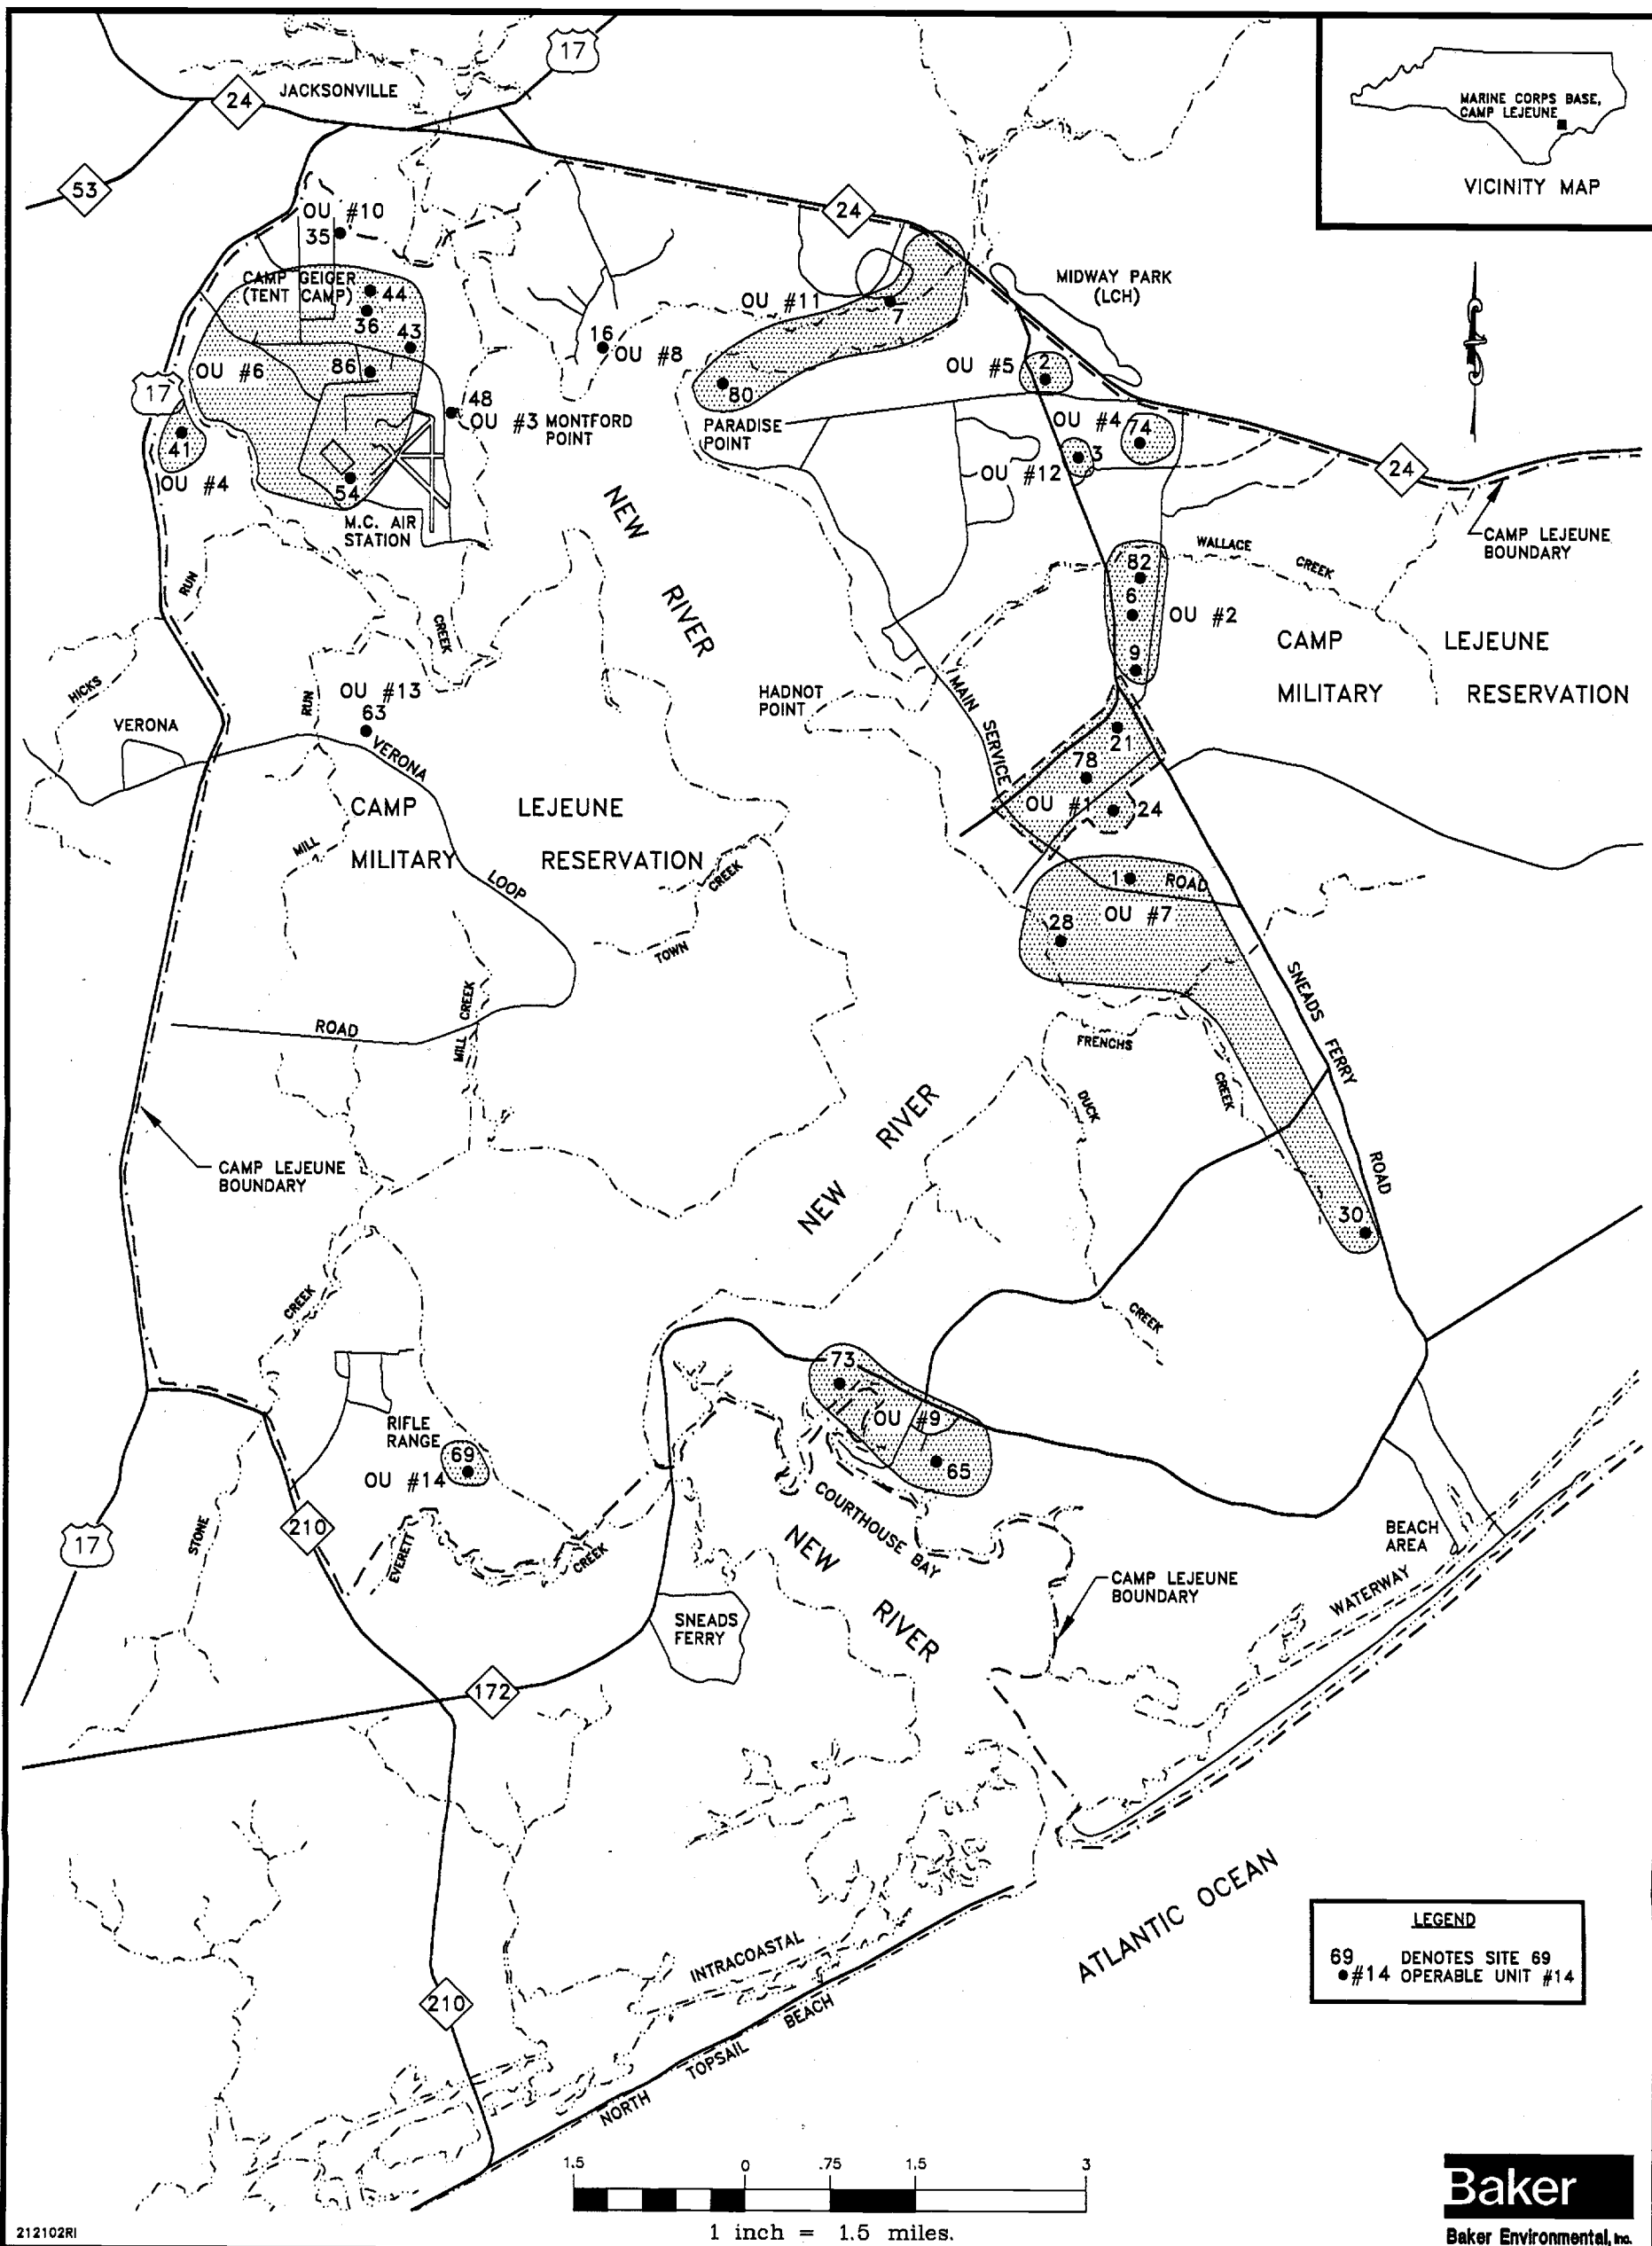 17
JACKSONVILLE
24
53
MARINE CORPS BASE,
CAMP LEJEUNE
VICINITY MAP
OU #10
35
24
CAMP GEIGER
(TENT CAMP)
44
36
43
86
OU #6
17
41
OU #4
54
M.C. AIR
STATION
48
OU #3
MONTFORD
POINT
16
OU #8
OU #11
7
80
PARADISE
POINT
MIDWAY PARK
(LCH)
OU #5
2
OU #4
74
3
OU #12
24
CAMP LEJEUNE
BOUNDARY
NEW
RIVER
WALLACE
CREEK
82
6
OU #2
9
CAMP LEJEUNE
MILITARY RESERVATION
RUN
CREEK
HICKS
RUN
OU #13
63
VERONA
VERONA
HADNOT
POINT
MAIN SERVICE
21
78
OU #1
24
CAMP LEJEUNE
MILITARY RESERVATION
MILL
LOOP
CREEK
TOWN
1
ROAD
OU #7
28
SNEADS FERRY
MILL CREEK
ROAD
FRENCHS
CREEK
DUCK
RIVER
NEW
CAMP LEJEUNE
BOUNDARY
ROAD
30
CREEK
CREEK
73
OU #9
65
RIFLE
RANGE
69
OU #14
COURTHOUSE BAY
210
17
STONE
EVERETT
CREEK
NEW
RIVER
BEACH
AREA
CAMP LEJEUNE
BOUNDARY
WATERWAY
SNEADS
FERRY
172
ATLANTIC OCEAN
LEGEND
69 DENOTES SITE 69
#14 OPERABLE UNIT #14
INTRACOASTAL
210
NORTH TOPSAIL BEACH
1.5 0 .75 1.5 3
1 inch = 1.5 miles.
212102RI
Baker
Baker Environmental, Inc.